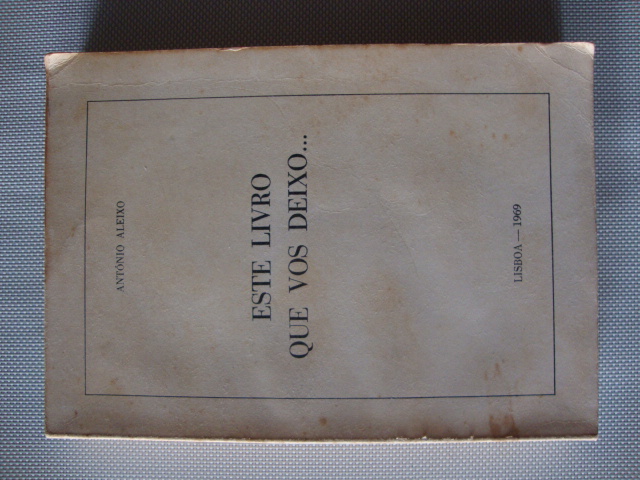 ANTÓNIO ALEIXO
ESTE LIVRO
QUE VOS DEIXO...
LISBOA — 1969